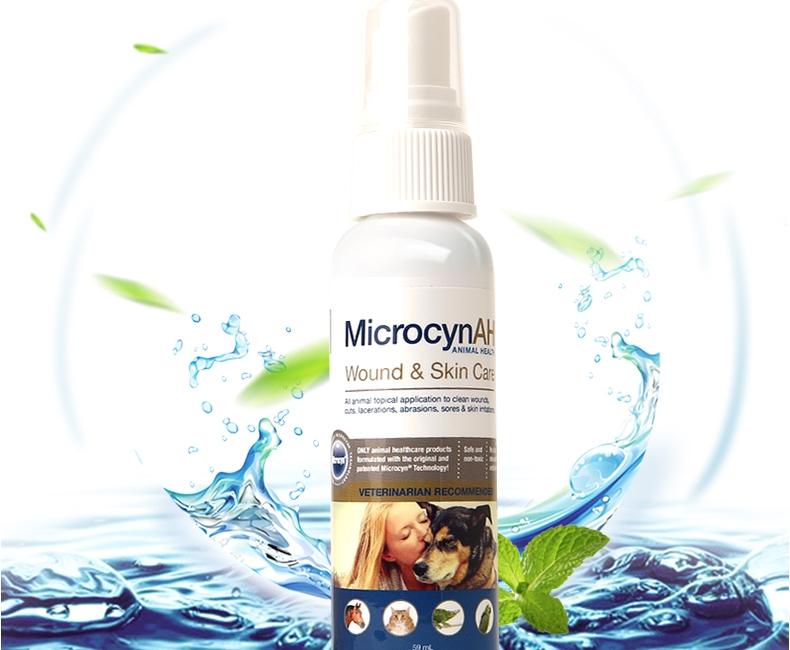 MicrocynAH
ANIMAL HEALTH
Wound & Skin Care
All animal topical application to clean wounds,
cuts, lacerations, abrasions, sores & skin irritations
ONLY animal healthcare products
formulated with the original and
patented Microcyn® Technology!
Safe and
non-toxic
VETERINARIAN RECOMMENDED
59 mL